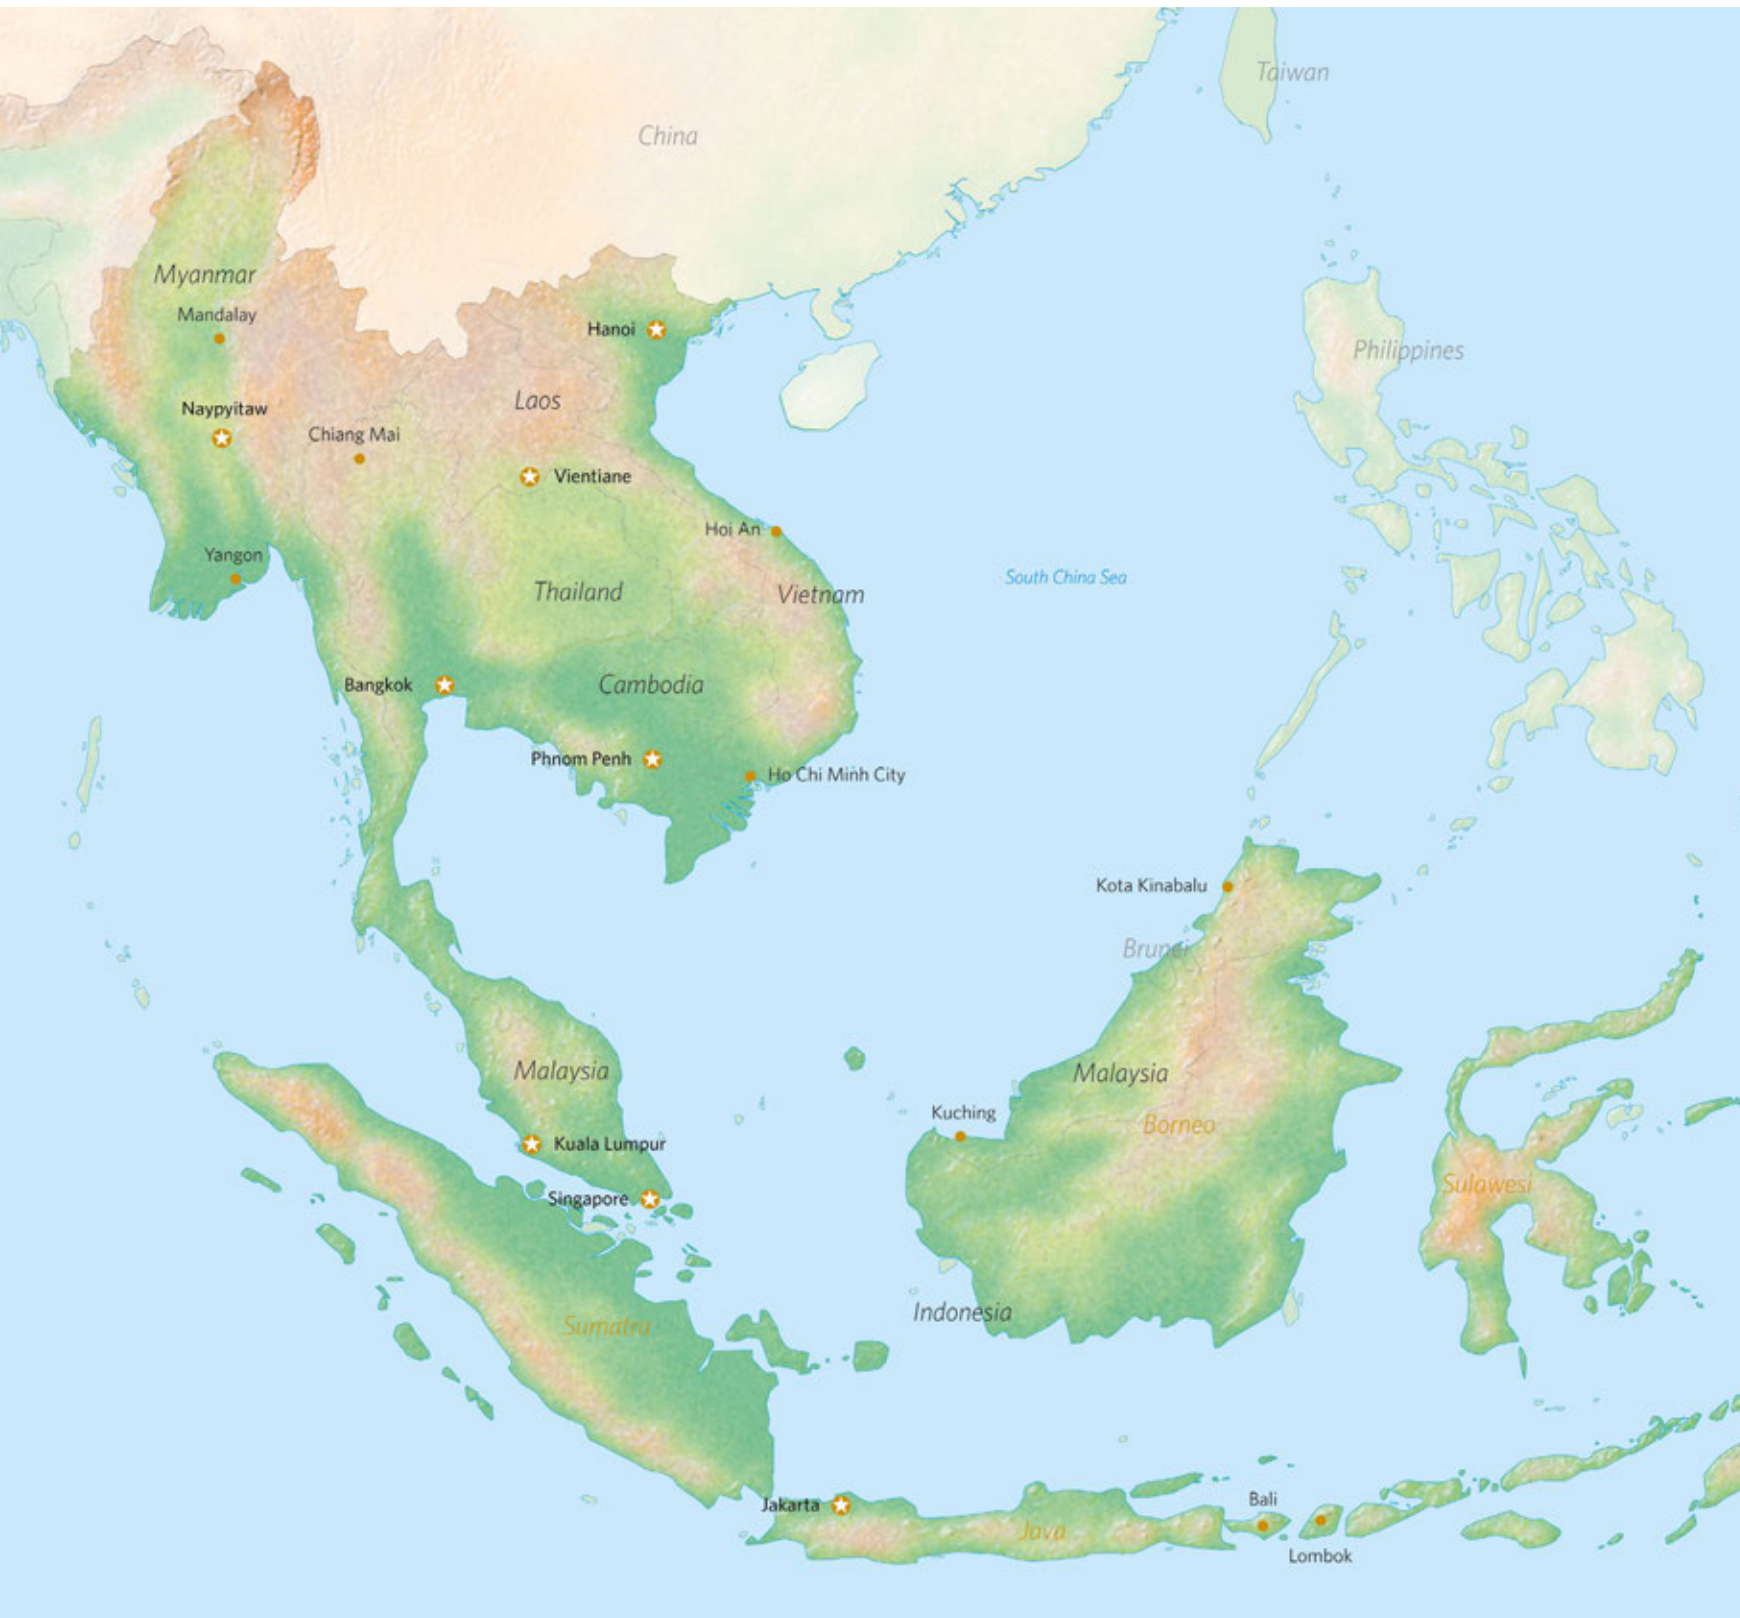 Taiwan
China
Myanmar
Mandalay
Hanoi
Philippines
Laos
Naypyitaw
Chiang Mai
Vientiane
Hoi An
Yangon
South China Sea
Thailand
Vietnam
Bangkok
Cambodia
Phnom Penh
Ho Chi Minh City
Kota Kinabalu
Brunei
Malaysia
Malaysia
Kuching
Borneo
Kuala Lumpur
Sulawesi
Singapore
Indonesia
Sumatra
Bali
Jakarta
Java
Lombok